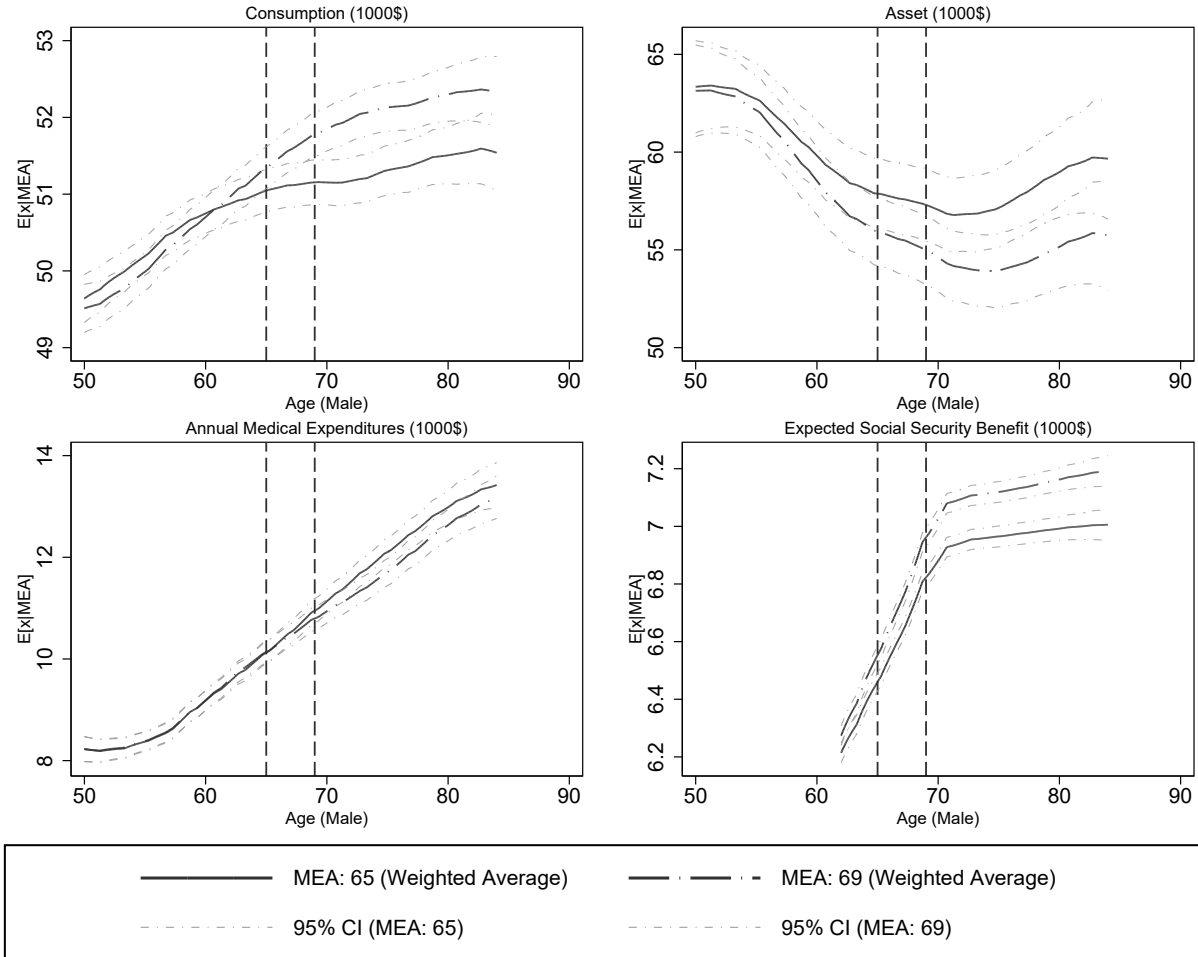 Consumption (1000$)
E[x|MEA]
53
52
51
50
49
50 60 70 80 90
Age (Male)
Asset (1000$)
E[x|MEA]
65
60
55
50
50 60 70 80 90
Age (Male)
Annual Medical Expenditures (1000$)
E[x|MEA]
14
12
10
8
50 60 70 80 90
Age (Male)
Expected Social Security Benefit (1000$)
E[x|MEA]
7.2
7
6.8
6.6
6.4
6.2
50 60 70 80 90
Age (Male)
MEA: 65 (Weighted Average) MEA: 69 (Weighted Average)
95% CI (MEA: 65) 95% CI (MEA: 69)